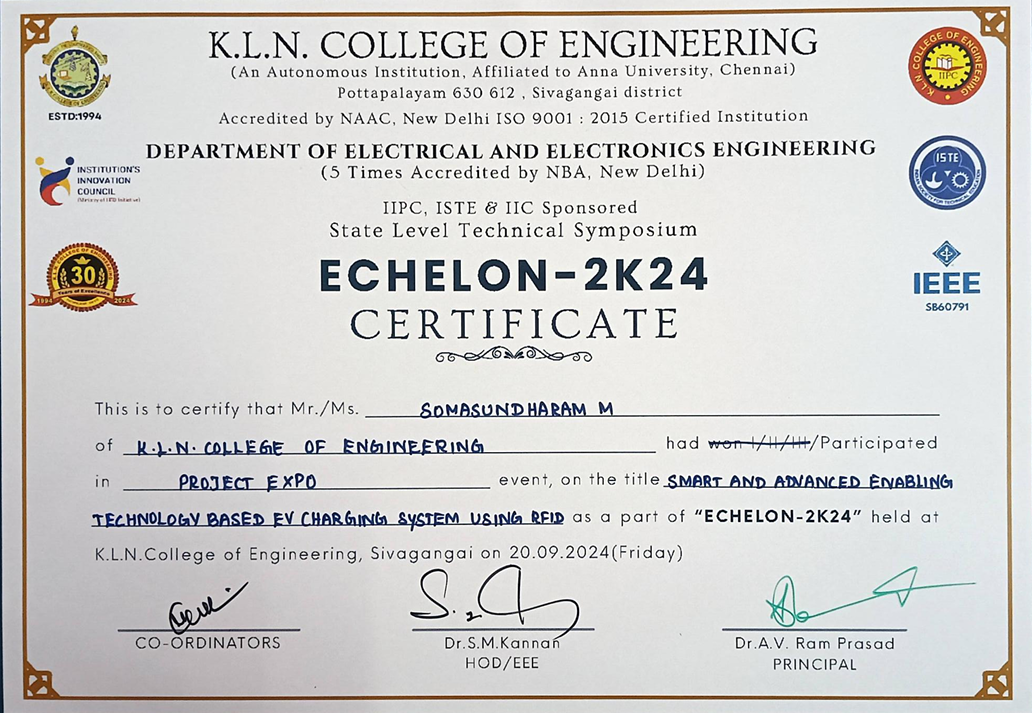 K.L.N. COLLEGE OF ENGINEERING
(An Autonomous Institution, Affiliated to Anna University, Chennai)
Pottapalayam 630 612 , Sivagangai district
Accredited by NAAC, New Delhi ISO 9001 : 2015 Certified Institution
ESTD:1994
K.L.N. COLLEGE OF ENGINEERING
IIPC
DEPARTMENT OF ELECTRICAL AND ELECTRONICS ENGINEERING
(5 Times Accredited by NBA, New Delhi)
INSTITUTION'S
INNOVATION
COUNCIL
ISTE
IIPC, ISTE & IIC Sponsored
State Level Technical Symposium
ECHELON-2K24
CERTIFICATE
30
Years of Excellence
1994 2024
IEEE
SB60791
This is to certify that Mr./Ms. SOMASUNDHARAM M
of K.L.N. COLLEGE OF ENGINEERING had won I/II/III/Participated
in PROJECT EXPO event, on the title SMART AND ADVANCED ENABLING
TECHNOLOGY BASED EV CHARGING SYSTEM USING RFID as a part of "ECHELON-2K24" held at
K.L.N.College of Engineering, Sivagangai on 20.09.2024(Friday)
CO-ORDINATORS
Dr.S.M.Kannan
HOD/EEE
Dr.A.V. Ram Prasad
PRINCIPAL